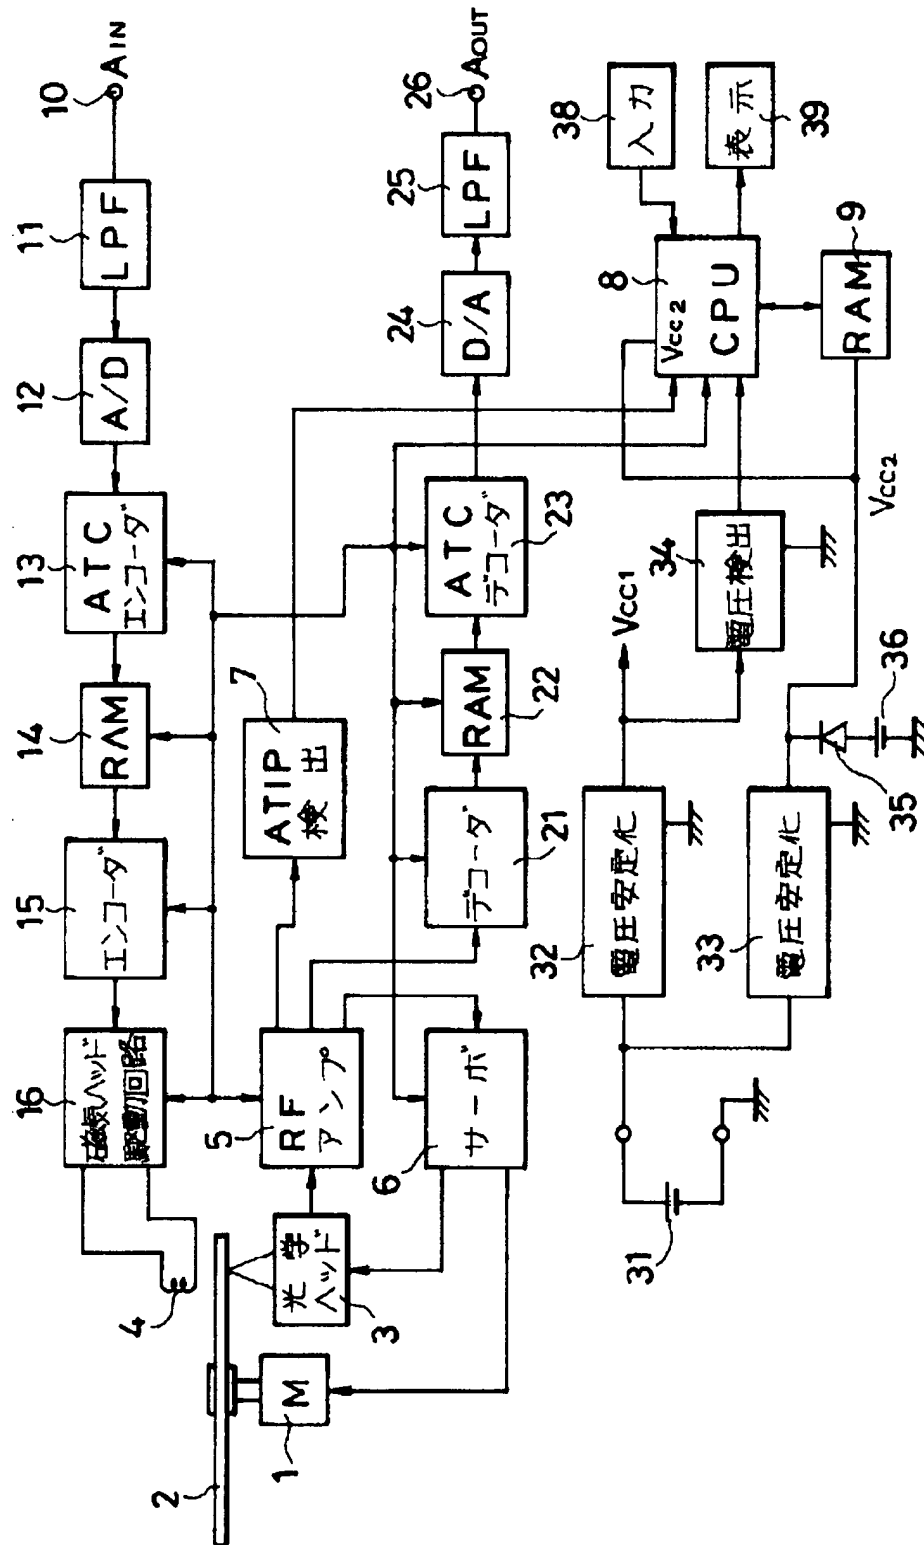 10
AIN
11
LPF
12
A/D
13
ATC
エンコーダ
14
RAM
15
エンコーダ
16
磁気ヘッド
駆動回路
4
2
1
M
3
光学
ヘッド
5
RF
アンプ
6
サーボ
7
ATIP
検出
21
デコーダ
22
RAM
23
ATC
デコーダ
24
D/A
25
LPF
26
AOUT
8
Vcc2
CPU
38
入力
39
表示
9
RAM
31
32
電圧安定化
33
電圧安定化
Vcc1
34
電圧検出
35
36
Vcc2